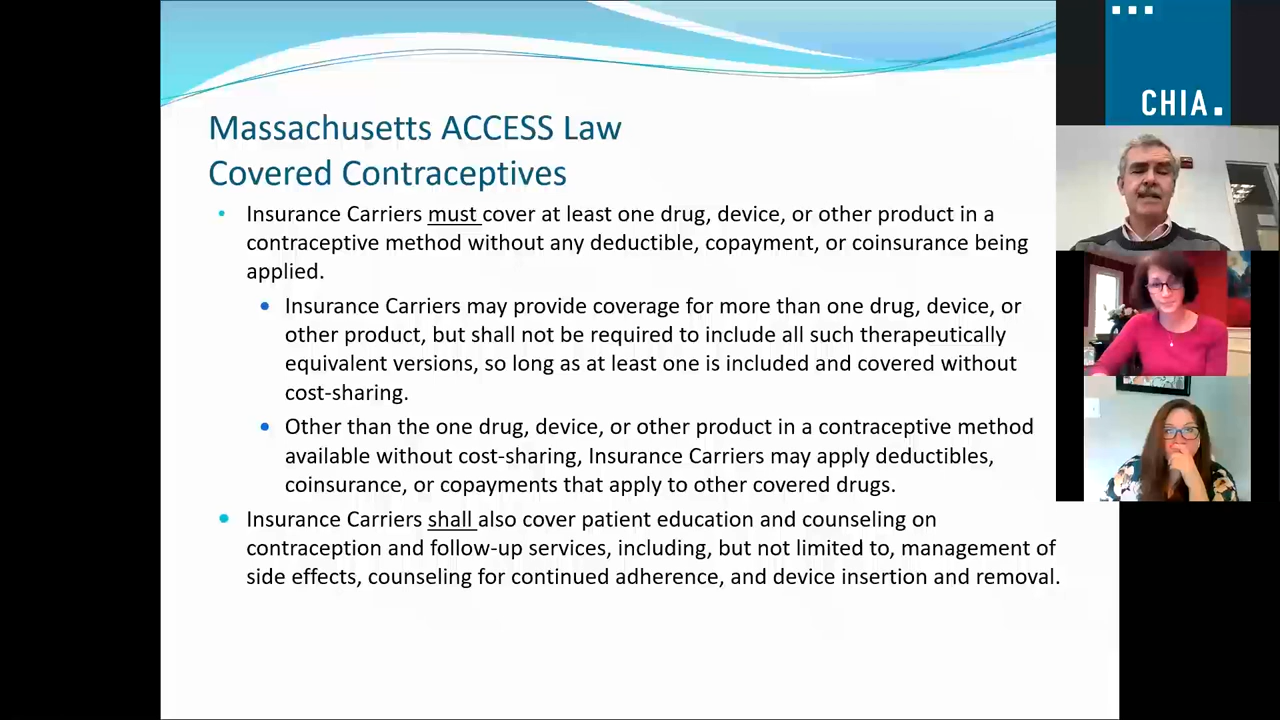 Massachusetts ACCESS Law
Covered Contraceptives
• Insurance Carriers must cover at least one drug, device, or other product in a
contraceptive method without any deductible, copayment, or coinsurance being
applied.
• Insurance Carriers may provide coverage for more than one drug, device, or
other product, but shall not be required to include all such therapeutically
equivalent versions, so long as at least one is included and covered without
cost-sharing.
• Other than the one drug, device, or other product in a contraceptive method
available without cost-sharing, Insurance Carriers may apply deductibles,
coinsurance, or copayments that apply to other covered drugs.
• Insurance Carriers shall also cover patient education and counseling on
contraception and follow-up services, including, but not limited to, management of
side effects, counseling for continued adherence, and device insertion and removal.
CHIA.